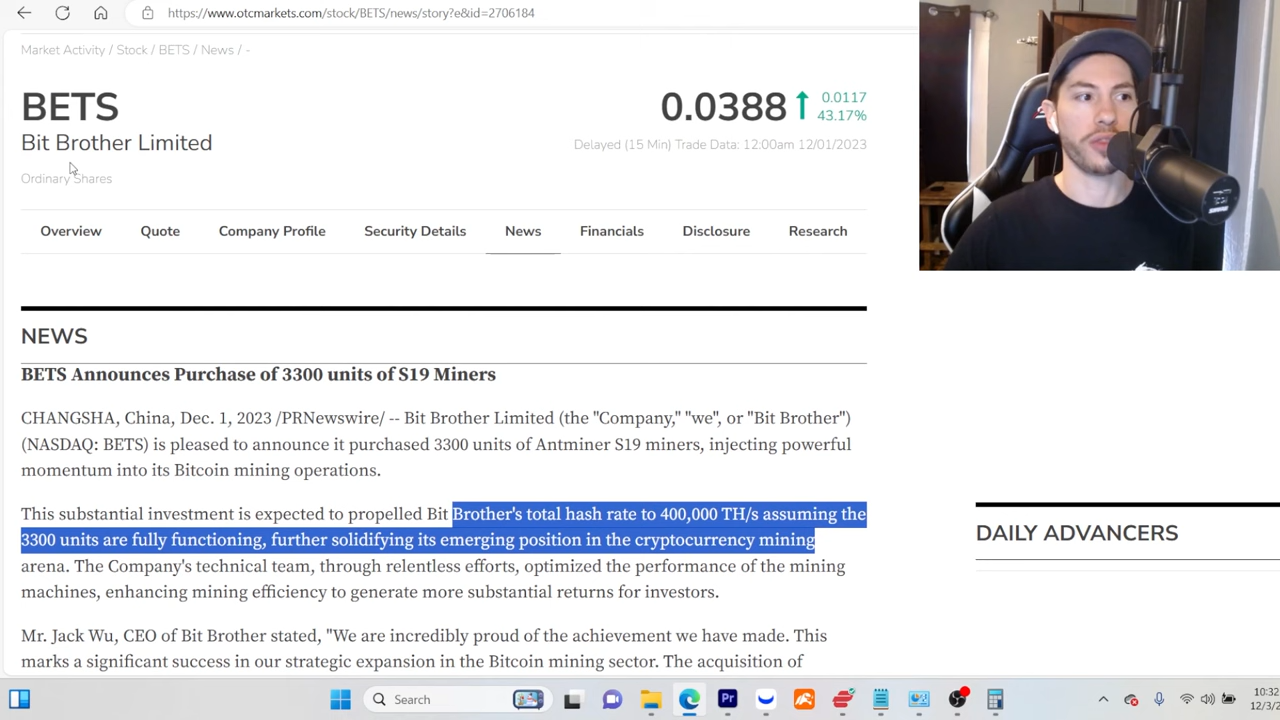 https://www.otcmarkets.com/stock/BETS/news/story?e&id=2706184
Market Activity / Stock / BETS / News / -
BETS
0.0388
0.0117
43.17%
Bit Brother Limited
Delayed (15 Min) Trade Data: 12:00am 12/01/2023
Ordinary Shares
Overview Quote Company Profile Security Details News Financials Disclosure Research
NEWS
BETS Announces Purchase of 3300 units of S19 Miners
CHANGSHA, China, Dec. 1, 2023 /PRNewswire/ -- Bit Brother Limited (the "Company," "we", or "Bit Brother")
(NASDAQ: BETS) is pleased to announce it purchased 3300 units of Antminer S19 miners, injecting powerful
momentum into its Bitcoin mining operations.
This substantial investment is expected to propelled Bit Brother's total hash rate to 400,000 TH/s assuming the
3300 units are fully functioning, further solidifying its emerging position in the cryptocurrency mining
arena. The Company's technical team, through relentless efforts, optimized the performance of the mining
machines, enhancing mining efficiency to generate more substantial returns for investors.
Mr. Jack Wu, CEO of Bit Brother stated, "We are incredibly proud of the achievement we have made. This
marks a significant success in our strategic expansion in the Bitcoin mining sector. The acquisition of
DAILY ADVANCERS
Search
Pr
10:32
12/3/2